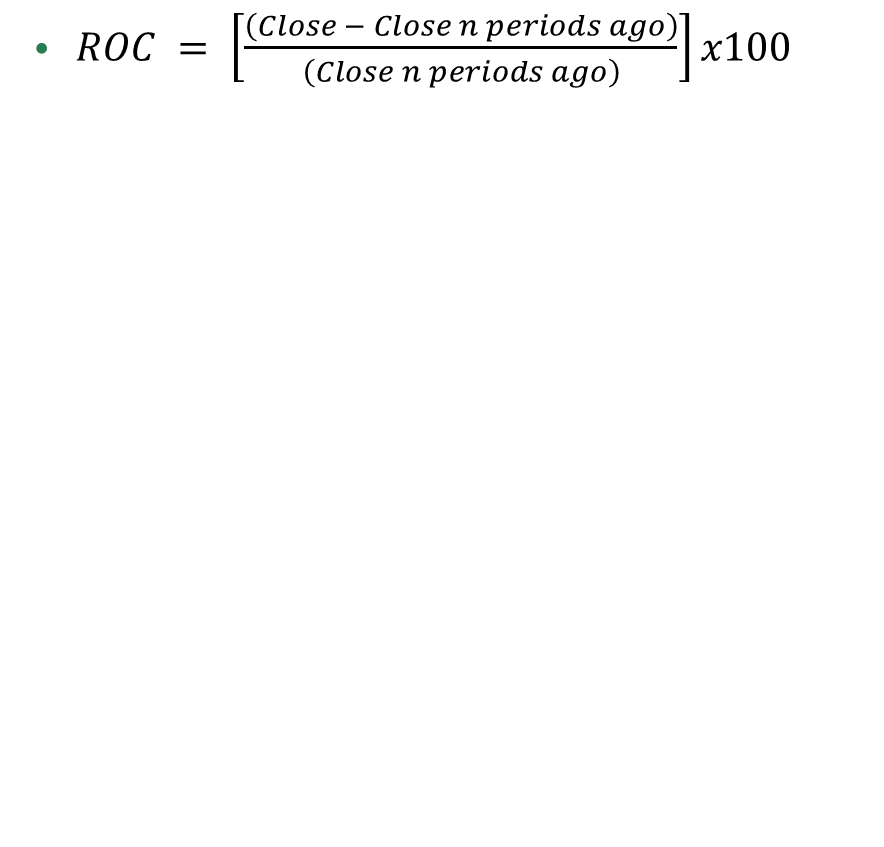 • ROC = [(Close − Close n periods ago) / (Close n periods ago)] x100